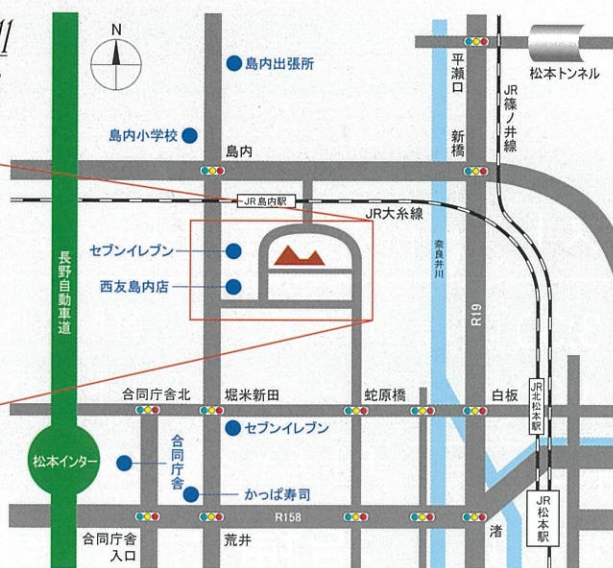 11
N
島内出張所
平瀬口
松本トンネル
JR篠ノ井線
島内小学校
島内
新橋
JR島内駅
JR大糸線
セブンイレブン
奈良井川
長野自動車道
西友島内店
R19
合同庁舎北
堀米新田
蛇原橋
白板
JR北松本駅
セブンイレブン
合同庁舎
松本インター
かっぱ寿司
R158
JR松本駅
合同庁舎
入口
荒井
渚